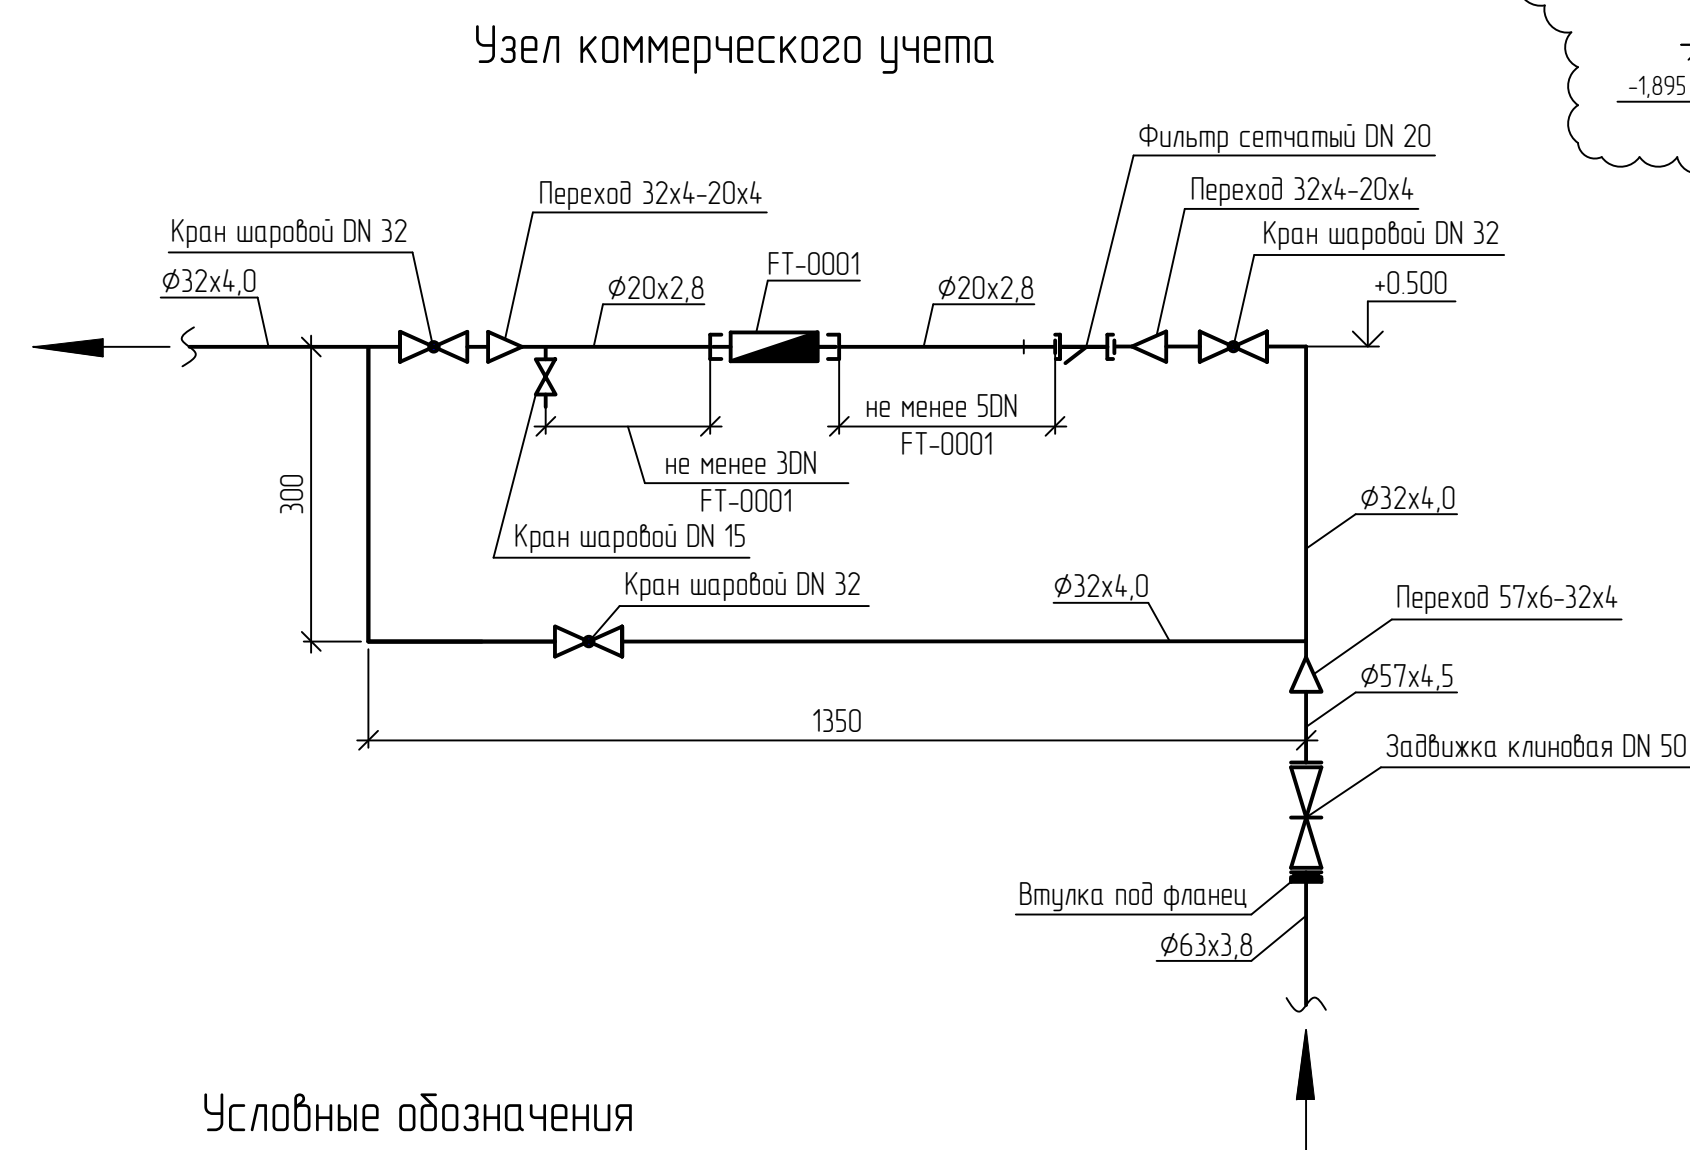 Узел коммерческого учета
-1,895
Фильтр сетчатый DN 20
Переход 32х4-20х4
Переход 32х4-20х4
Кран шаровой DN 32
Кран шаровой DN 32
FT-0001
Ø32х4,0
Ø20х2,8
Ø20х2,8
+0.500
не менее 5DN
FT-0001
не менее 3DN
FT-0001
300
Ø32х4,0
Кран шаровой DN 15
Кран шаровой DN 32
Ø32х4,0
Переход 57х6-32х4
Ø57х4,5
1350
Задвижка клиновая DN 50
Втулка под фланец
Ø63х3,8
Условные обозначения